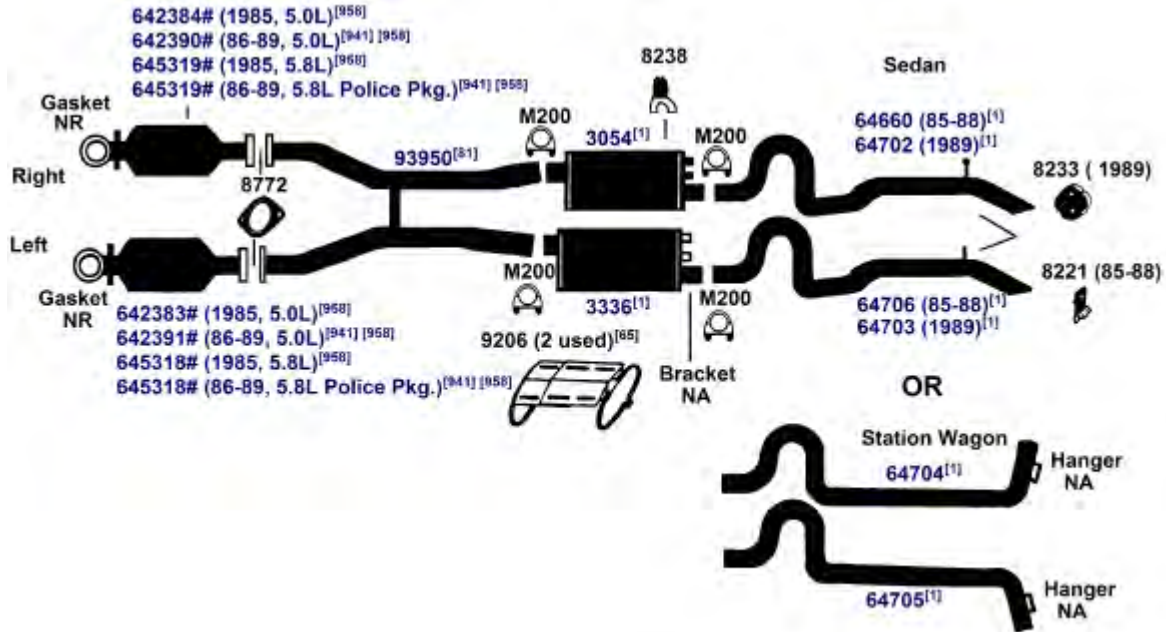 642384# (1985, 5.0L)[958]
642390# (86-89, 5.0L)[941] [958]
645319# (1985, 5.8L)[958]
645319# (86-89, 5.8L Police Pkg.)[941] [958]
8238
Sedan
Gasket
NR
M200
3054[1]
M200
64660 (85-88)[1]
64702 (1989)[1]
93950[81]
8233 ( 1989)
Right
8772
Left
M200
3336[1]
M200
8221 (85-88)
Gasket
NR
64706 (85-88)[1]
64703 (1989)[1]
642383# (1985, 5.0L)[958]
642391# (86-89, 5.0L)[941] [958]
645318# (1985, 5.8L)[958]
645318# (86-89, 5.8L Police Pkg.)[941] [958]
9206 (2 used)[65]
Bracket
NA
OR
Station Wagon
64704[1]
Hanger
NA
64705[1]
Hanger
NA